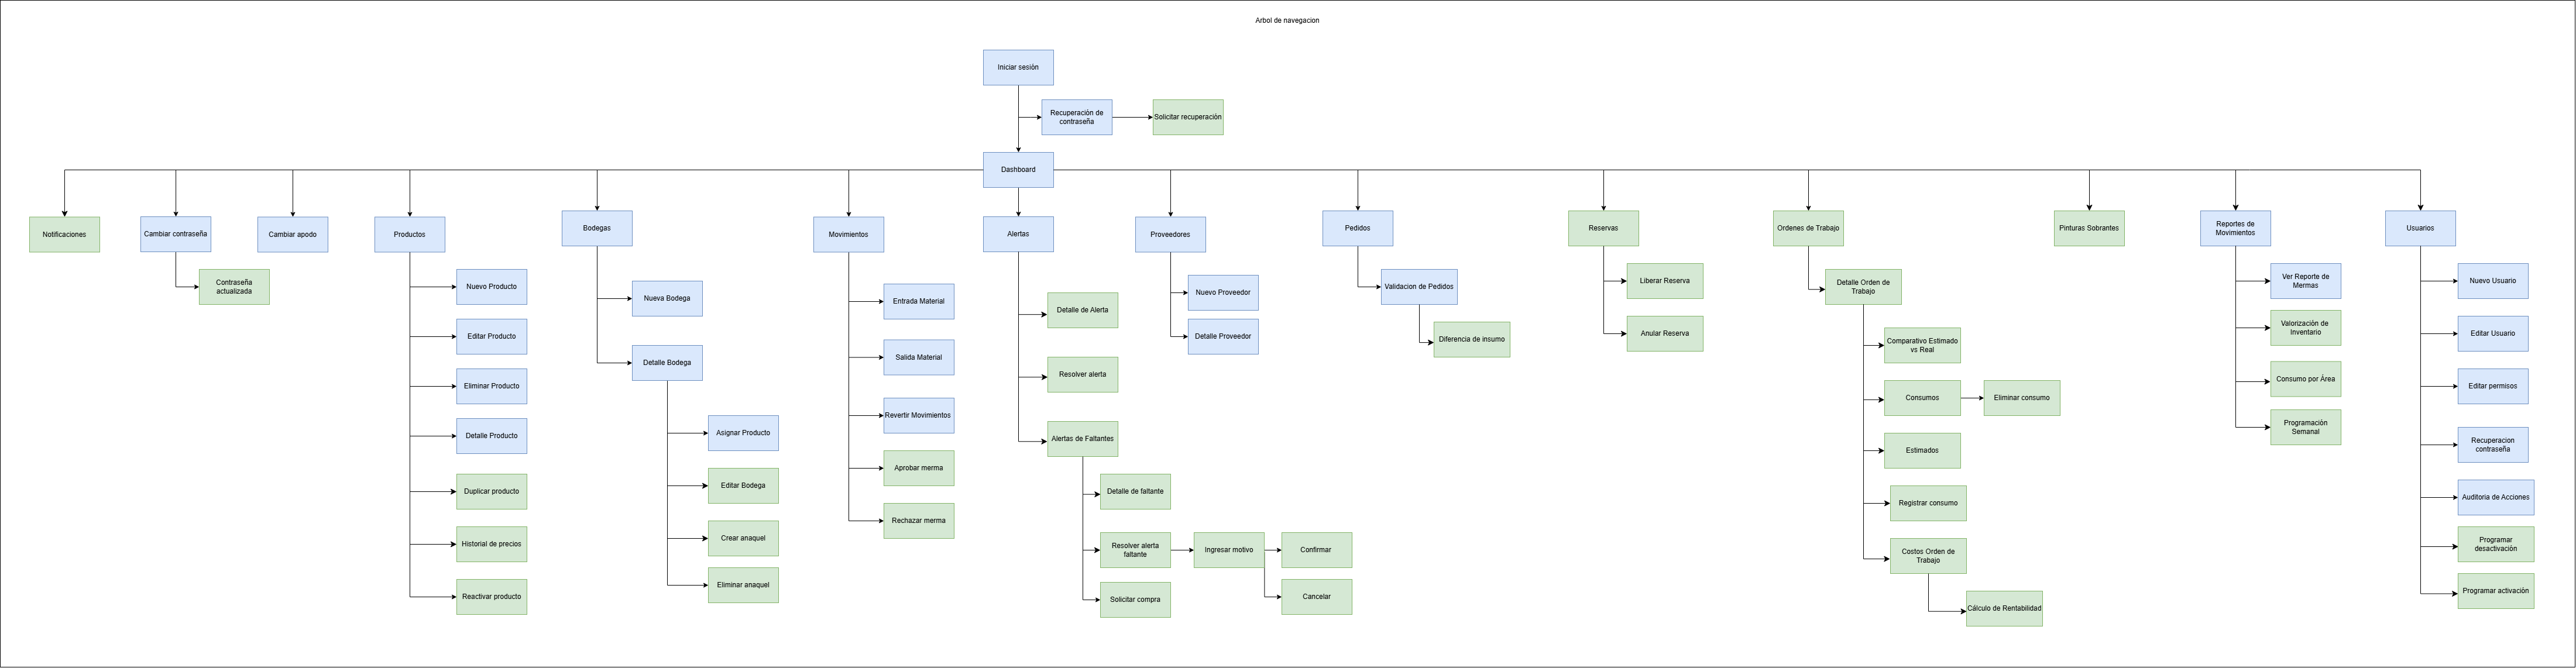 Arbol de navegacion
Iniciar sesión
Recuperación de
contraseña
Solicitar recuperación
Dashboard
Notificaciones
Cambiar contraseña
Contraseña
actualizada
Cambiar apodo
Productos
Nuevo Producto
Editar Producto
Eliminar Producto
Detalle Producto
Duplicar producto
Historial de precios
Reactivar producto
Bodegas
Nueva Bodega
Detalle Bodega
Asignar Producto
Editar Bodega
Crear anaquel
Eliminar anaquel
Movimientos
Entrada Material
Salida Material
Revertir Movimientos
Aprobar merma
Rechazar merma
Alertas
Detalle de Alerta
Resolver alerta
Alertas de Faltantes
Detalle de faltante
Resolver alerta
faltante
Ingresar motivo
Confirmar
Cancelar
Solicitar compra
Proveedores
Nuevo Proveedor
Detalle Proveedor
Pedidos
Validacion de Pedidos
Diferencia de insumo
Reservas
Liberar Reserva
Anular Reserva
Ordenes de Trabajo
Detalle Orden de
Trabajo
Comparativo Estimado
vs Real
Consumos
Eliminar consumo
Estimados
Registrar consumo
Costos Orden de
Trabajo
Cálculo de Rentabilidad
Pinturas Sobrantes
Reportes de
Movimientos
Ver Reporte de
Mermas
Valorización de
Inventario
Consumo por Área
Programación
Semanal
Usuarios
Nuevo Usuario
Editar Usuario
Editar permisos
Recuperacion
contraseña
Auditoria de Acciones
Programar
desactivación
Programar activación